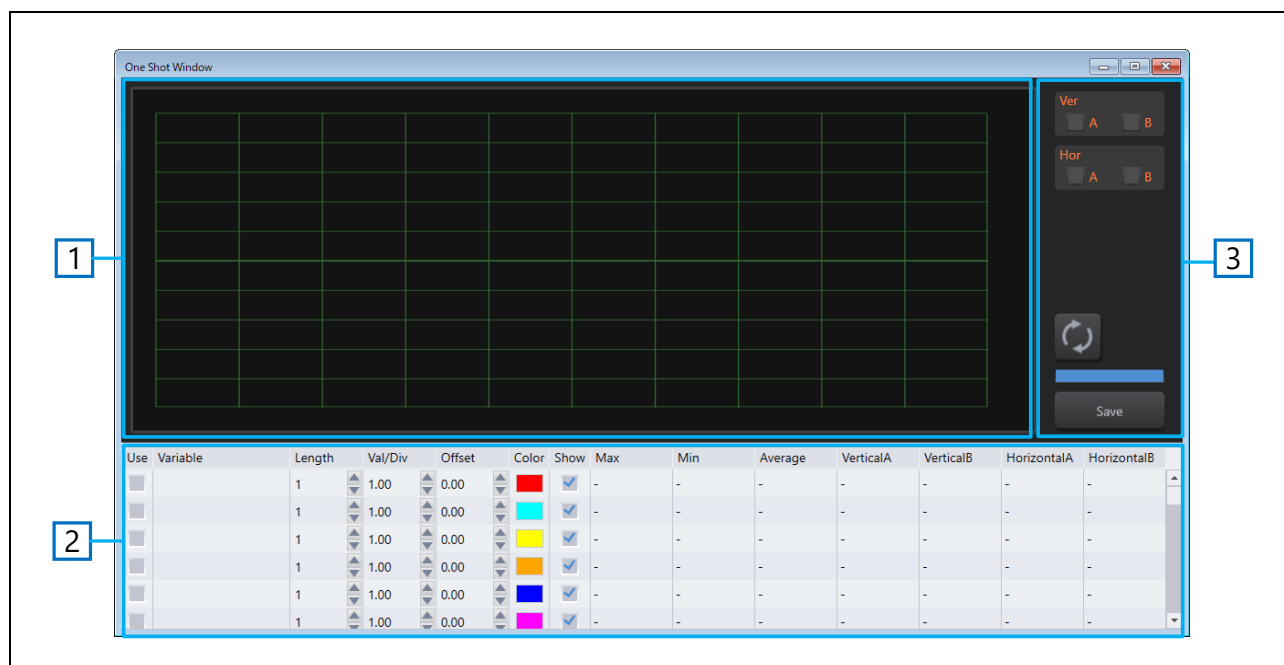 One Shot Window
Ver
A B
Hor
A B
1
3
Save
Use Variable Length Val/Div Offset Color Show Max Min Average VerticalA VerticalB HorizontalA HorizontalB
1 1.00 0.00 - - - - - - -
1 1.00 0.00 - - - - - - -
2
1 1.00 0.00 - - - - - - -
1 1.00 0.00 - - - - - - -
1 1.00 0.00 - - - - - - -
1 1.00 0.00 - - - - - - -